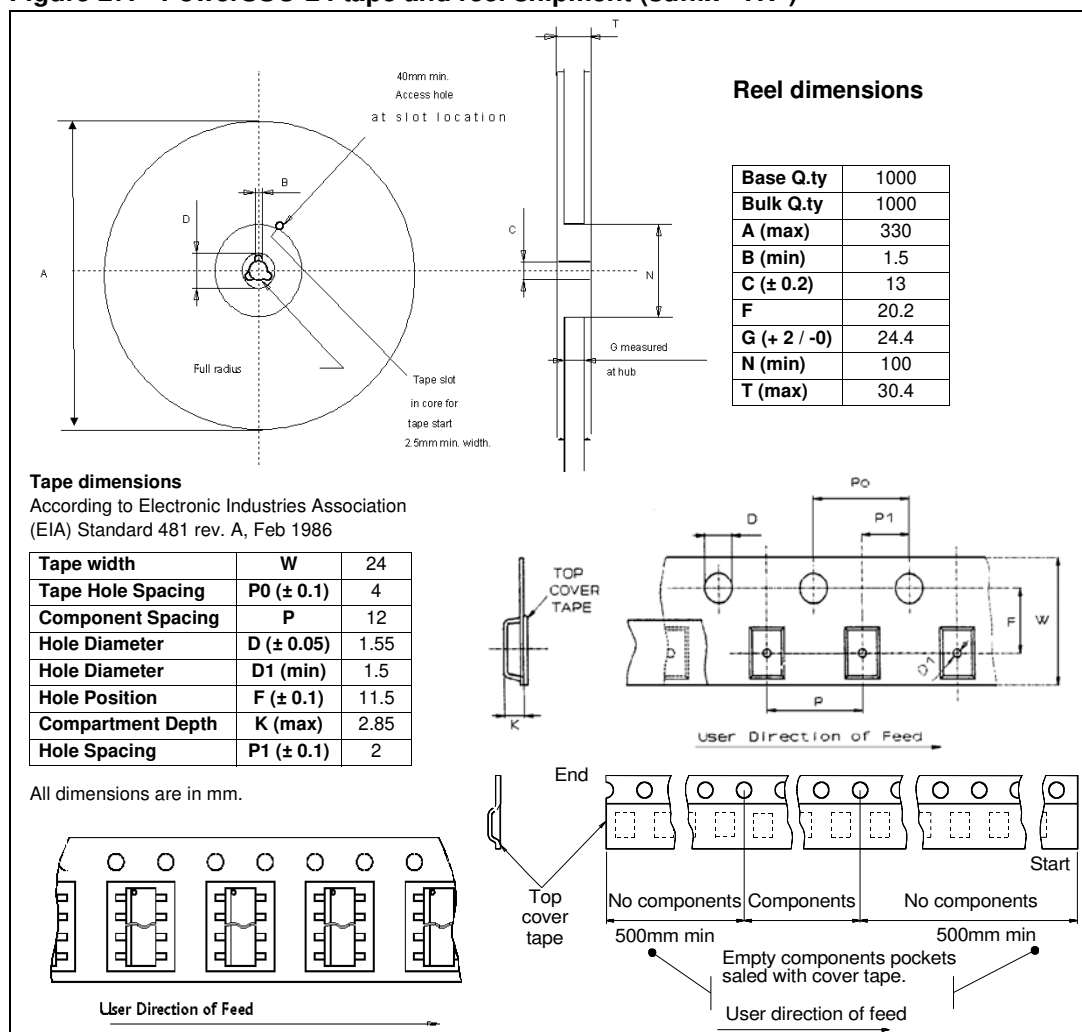 40mm min.
Access hole
at slot location
T
Reel dimensions
B
D
C
A
N
G measured
at hub
Full radius
Tape slot
in core for
tape start
2.5mm min. width.
Base Q.ty 1000
Bulk Q.ty 1000
A (max) 330
B (min) 1.5
C (± 0.2) 13
F 20.2
G (+ 2 / -0) 24.4
N (min) 100
T (max) 30.4
Tape dimensions
According to Electronic Industries Association
(EIA) Standard 481 rev. A, Feb 1986
Tape width W 24
Tape Hole Spacing P0 (± 0.1) 4
Component Spacing P 12
Hole Diameter D (± 0.05) 1.55
Hole Diameter D1 (min) 1.5
Hole Position F (± 0.1) 11.5
Compartment Depth K (max) 2.85
Hole Spacing P1 (± 0.1) 2
All dimensions are in mm.
Po
D
P1
TOP
COVER
TAPE
F
W
D1
P
K
User Direction of Feed
End
Start
Top
cover
tape
No components Components No components
500mm min 500mm min
Empty components pockets
saled with cover tape.
User direction of feed
User Direction of Feed